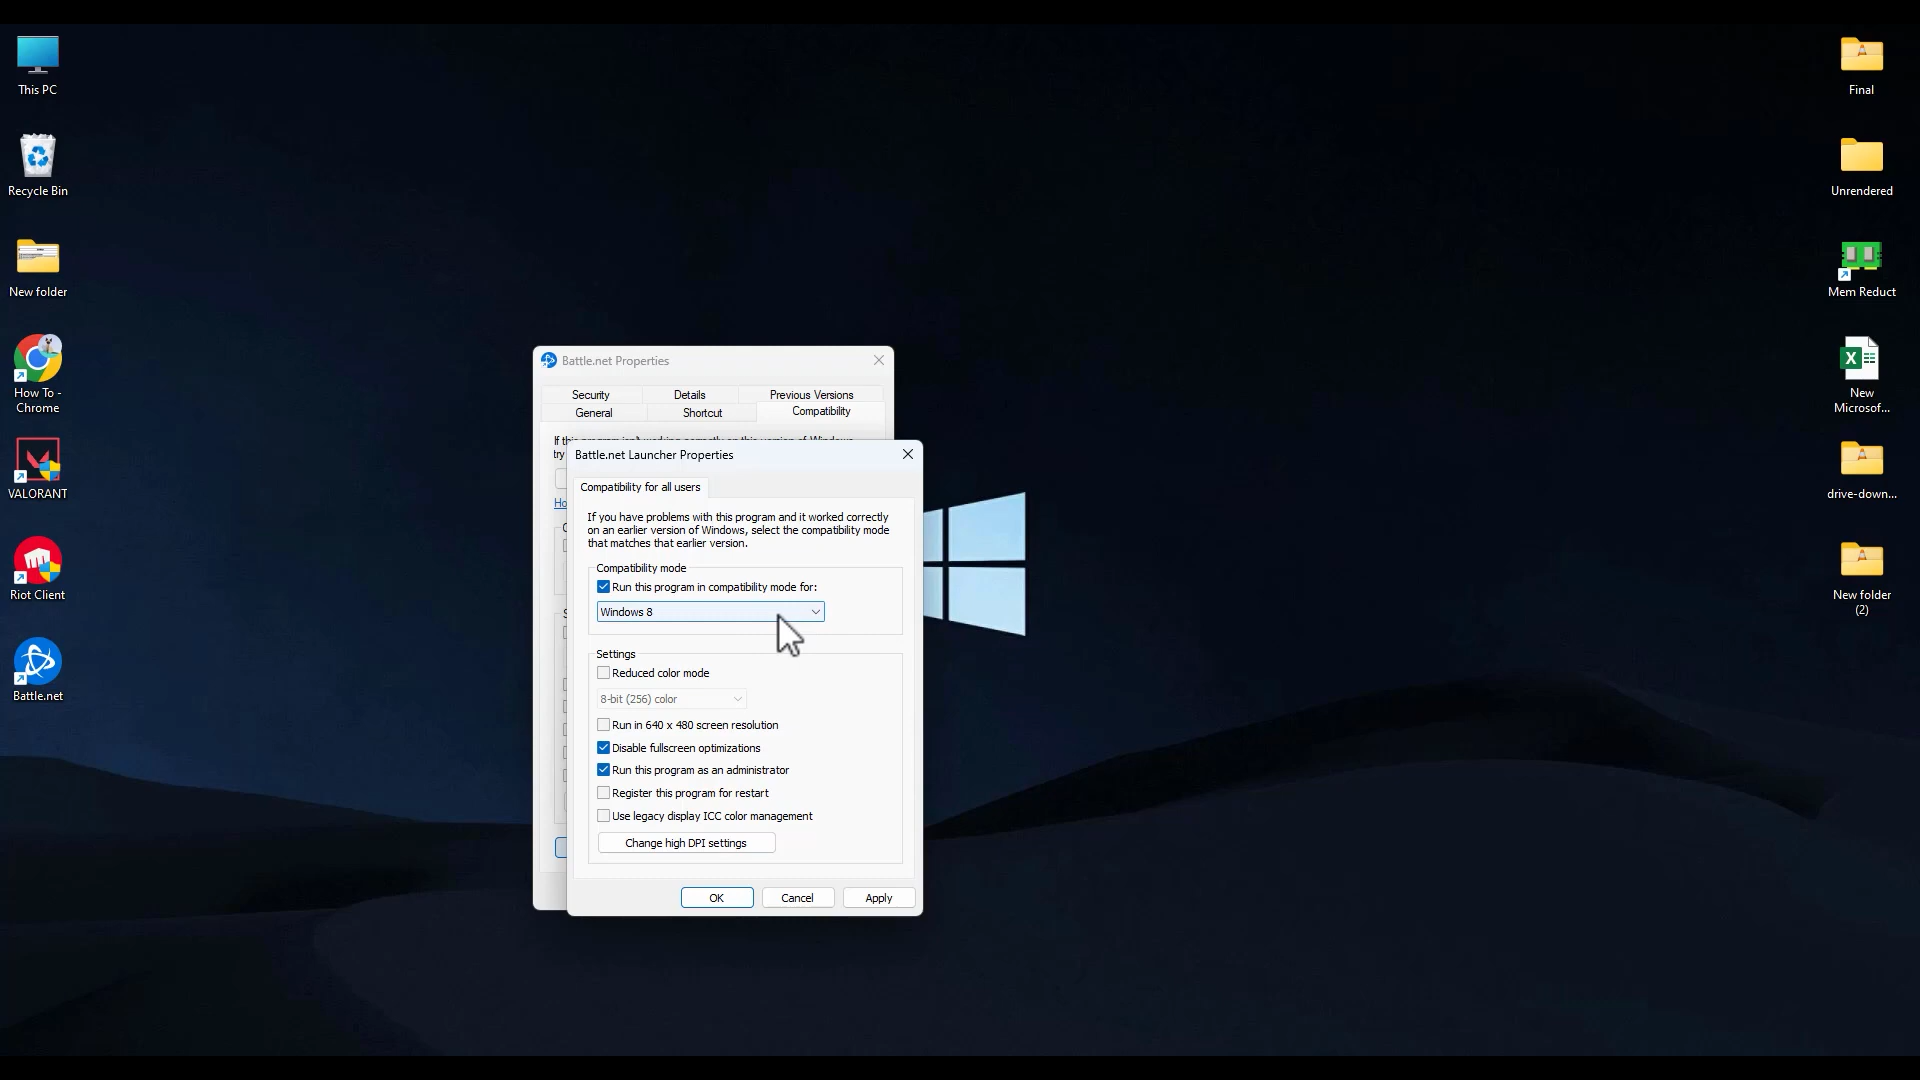 This PC
Recycle Bin
New folder
How To -
Chrome
VALORANT
Riot Client
Battle.net
Final
Unrendered
Mem Reduct
New
Microsof...
drive-down...
New folder
(2)
Battle.net Properties
Security Details Previous Versions
General Shortcut Compatibility
try
Battle.net Launcher Properties
Compatibility for all users
If you have problems with this program and it worked correctly
on an earlier version of Windows, select the compatibility mode
that matches that earlier version.
Compatibility mode
Run this program in compatibility mode for:
Windows 8
Settings
Reduced color mode
8-bit (256) color
Run in 640 x 480 screen resolution
Disable fullscreen optimizations
Run this program as an administrator
Register this program for restart
Use legacy display ICC color management
Change high DPI settings
OK Cancel Apply